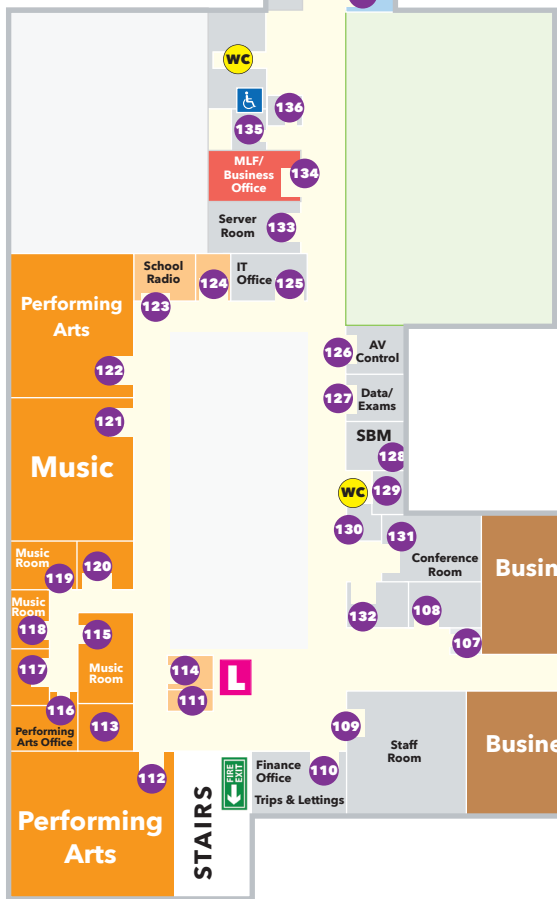 WC
136
135
MLF/
Business
Office
134
Server
Room
133
School
Radio
123
124
IT
Office
125
Performing
Arts
122
126
AV
Control
127
Data/
Exams
121
SBM
128
Music
WC
129
130
131
Conference
Room
Busin
Music
Room
119
120
Music
Room
118
132
108
107
115
117
Music
Room
114
L
111
116
Performing
Arts Office
113
109
Staff
Room
Busine
112
STAIRS
FIRE
EXIT
Finance
Office
110
Trips & Lettings
Performing
Arts